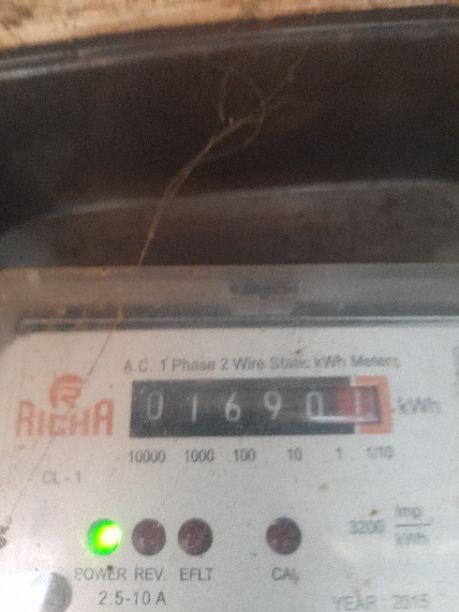 A.C. 1 Phase 2 Wire Static kWh Meter
RICHA
0 1 6 9 0
kWh
10000 1000 100 10 1 1/10
CL-1
3200 Imp
kWh
POWER REV. EFLT CAL
2.5-10 A
YEAR 2015